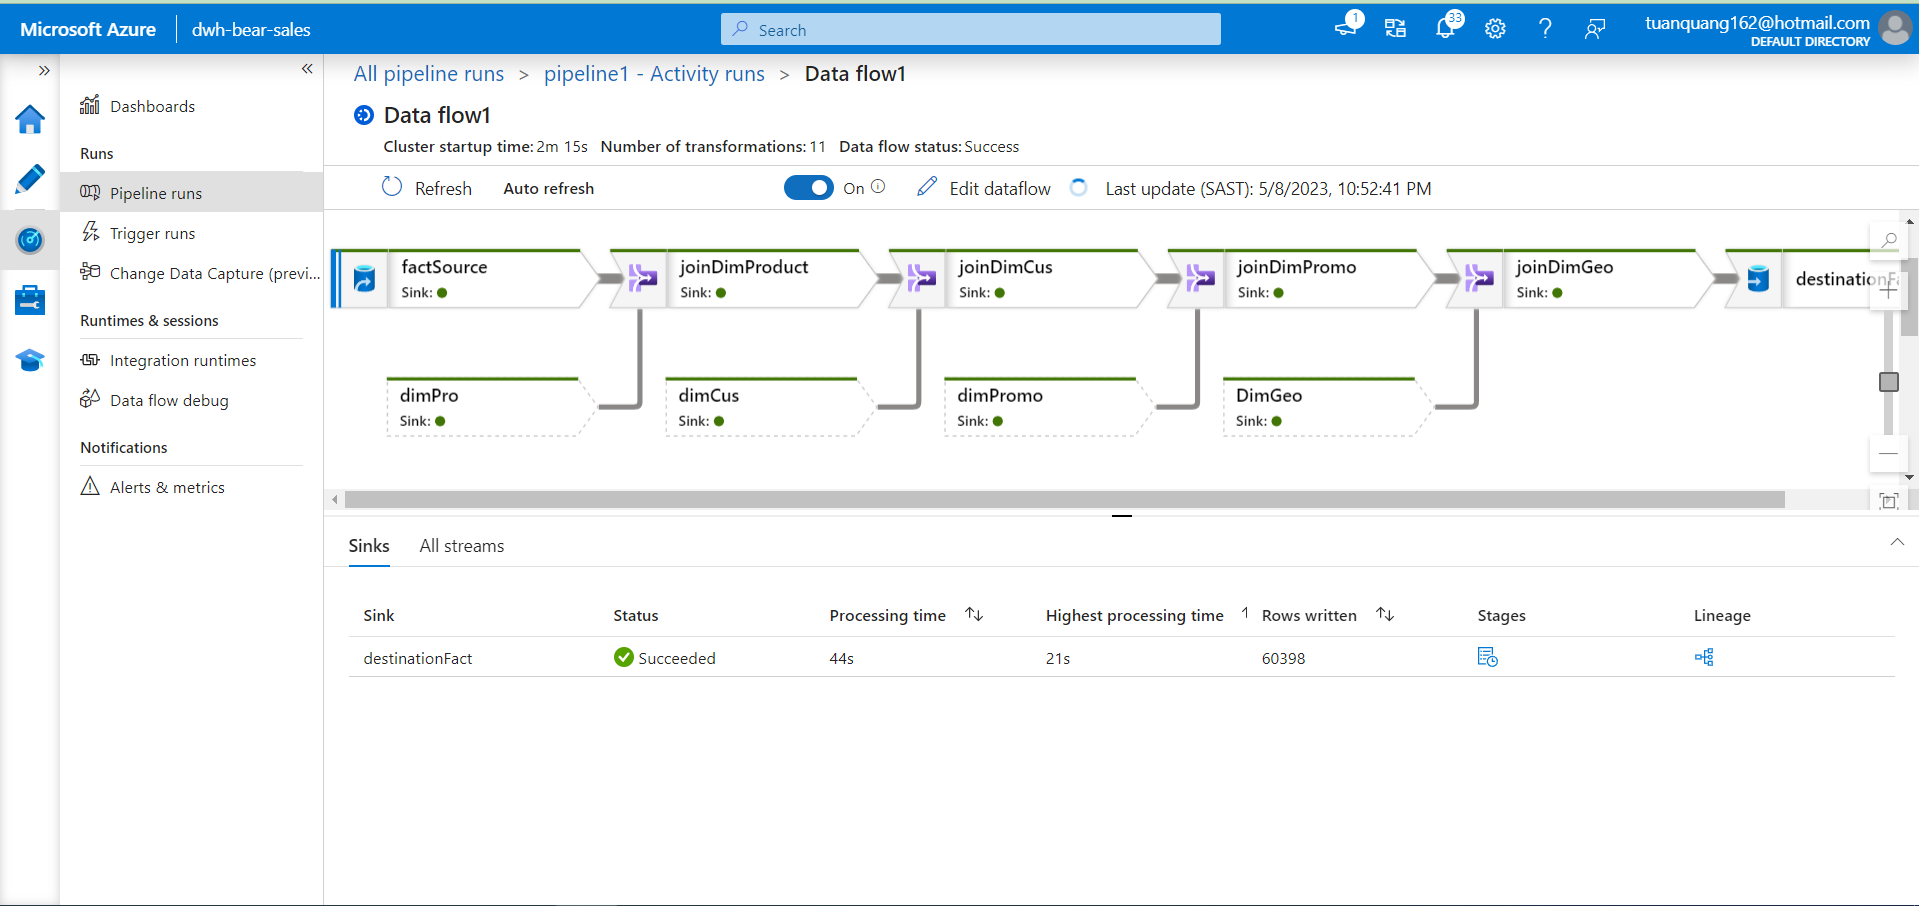 Microsoft Azure dwh-bear-sales Search 1 33 tuanquang162@hotmail.com
DEFAULT DIRECTORY
Dashboards
Runs
Pipeline runs
Trigger runs
Change Data Capture (previ...
Runtimes & sessions
Integration runtimes
Data flow debug
Notifications
Alerts & metrics
All pipeline runs > pipeline1 - Activity runs > Data flow1
Data flow1
Cluster startup time: 2m 15s Number of transformations: 11 Data flow status: Success
Refresh Auto refresh On Edit dataflow Last update (SAST): 5/8/2023, 10:52:41 PM
factSource joinDimProduct joinDimCus joinDimPromo joinDimGeo destinationFa
Sink: Sink: Sink: Sink: Sink:
dimPro dimCus dimPromo DimGeo
Sink: Sink: Sink: Sink:
Sinks All streams
Sink Status Processing time Highest processing time Rows written Stages Lineage
destinationFact Succeeded 44s 21s 60398